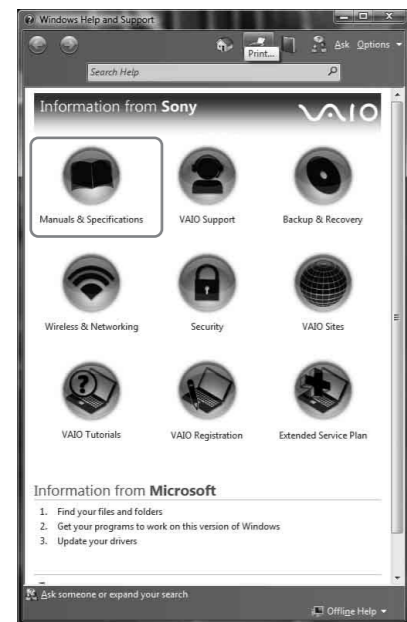 Windows Help and Support
Ask Options
Print...
Search Help
Information from Sony VAIO
Manuals & Specifications VAIO Support Backup & Recovery
Wireless & Networking Security VAIO Sites
VAIO Tutorials VAIO Registration Extended Service Plan
Information from Microsoft
1. Find your files and folders
2. Get your programs to work on this version of Windows
3. Update your drivers
Ask someone or expand your search
Offline Help